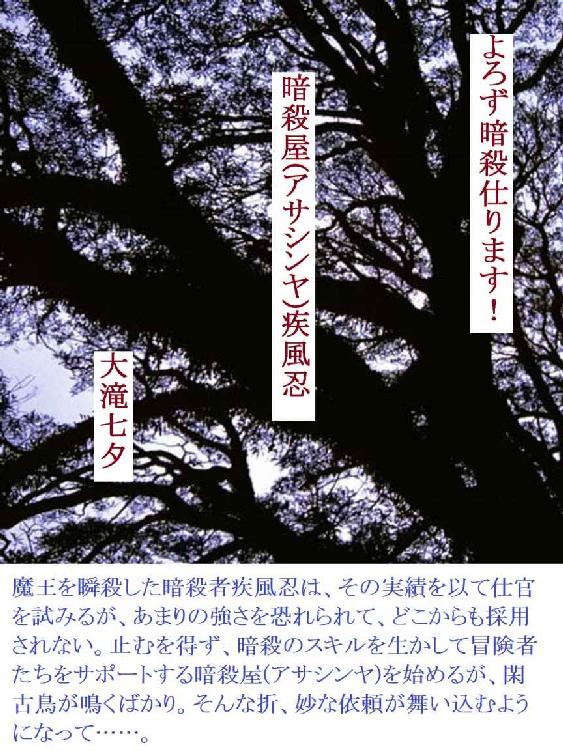 よろず暗殺仕ります！
暗殺屋(アサシンヤ)疾風忍
大滝七夕
魔王を瞬殺した暗殺者疾風忍は、その実績を以て仕官
を試みるが、あまりの強さを恐れられて、どこからも採用
されない。止むを得ず、暗殺のスキルを生かして冒険者
たちをサポートする暗殺屋(アサシンヤ)を始めるが、閑
古鳥が鳴くばかり。そんな折、妙な依頼が舞い込むよう
になって……。